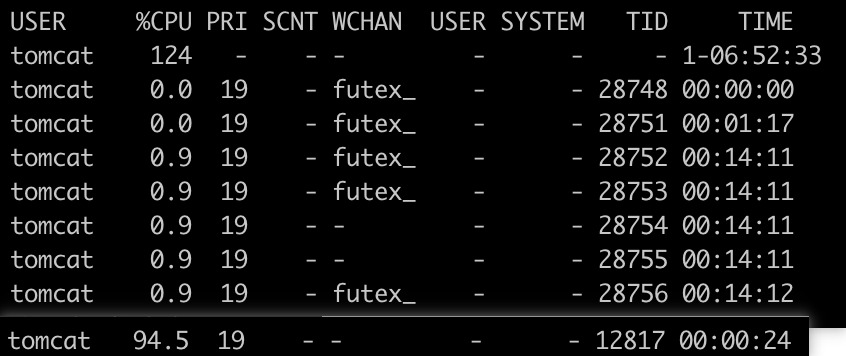 USER %CPU PRI SCNT WCHAN USER SYSTEM TID TIME
tomcat 124 - - - - - - 1-06:52:33
tomcat 0.0 19 - futex_ - - 28748 00:00:00
tomcat 0.0 19 - futex_ - - 28751 00:01:17
tomcat 0.9 19 - futex_ - - 28752 00:14:11
tomcat 0.9 19 - futex_ - - 28753 00:14:11
tomcat 0.9 19 - - - - 28754 00:14:11
tomcat 0.9 19 - - - - 28755 00:14:11
tomcat 0.9 19 - futex_ - - 28756 00:14:12
tomcat 94.5 19 - - - - 12817 00:00:24